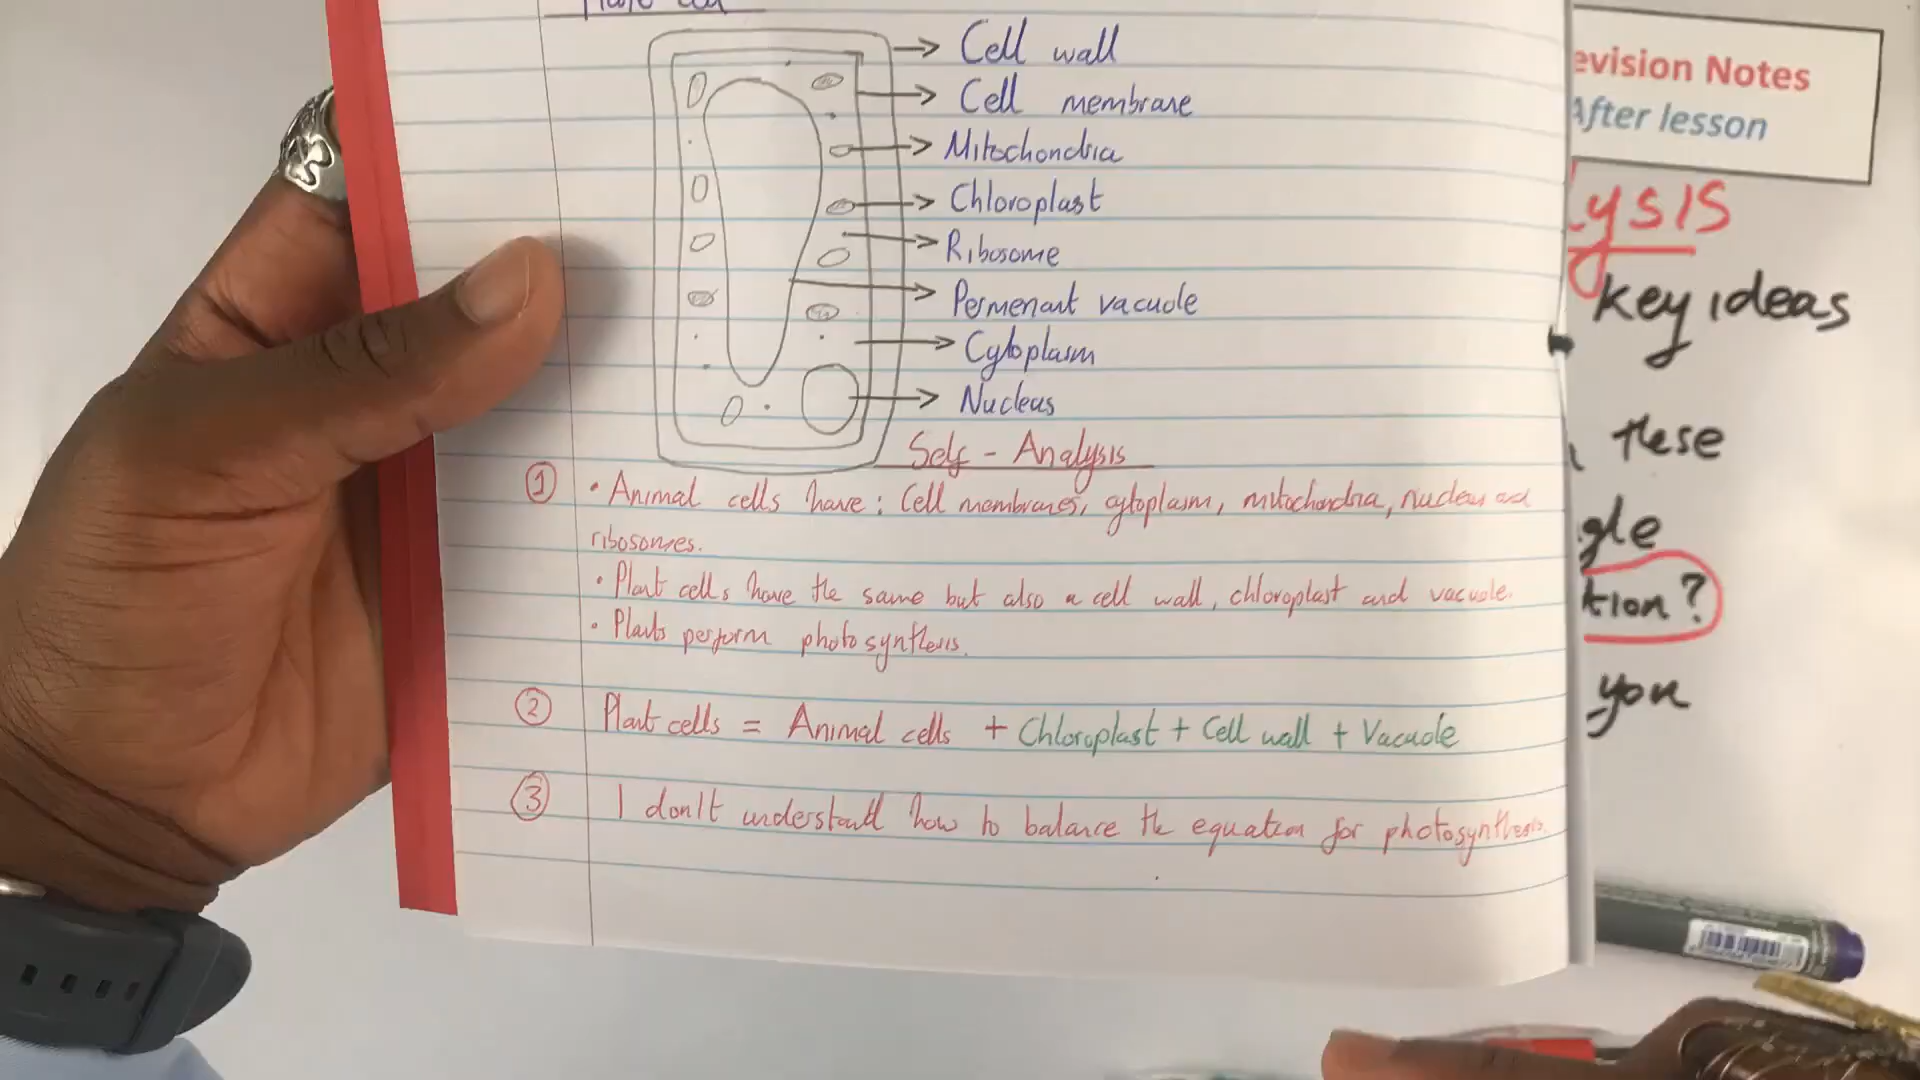 Cell wall
Cell membrane
Mitochondria
Chloroplast
Ribosome
Permenant vacuole
Cytoplasm
Nucleus
Self - Analysis
① • Animal cells have: Cell membranes, cytoplasm, mitochondria, nucleus and
ribosomes.
• Plant cells have the same but also a cell wall, chloroplast and vacuole.
• Plants perform photosynthesis.
② Plant cells = Animal cells + Chloroplast + Cell wall + Vacuole
③ I don't understand how to balance the equation for photosynthesis.
evision Notes
After lesson
lysis
key ideas
these
gle
tion?
you